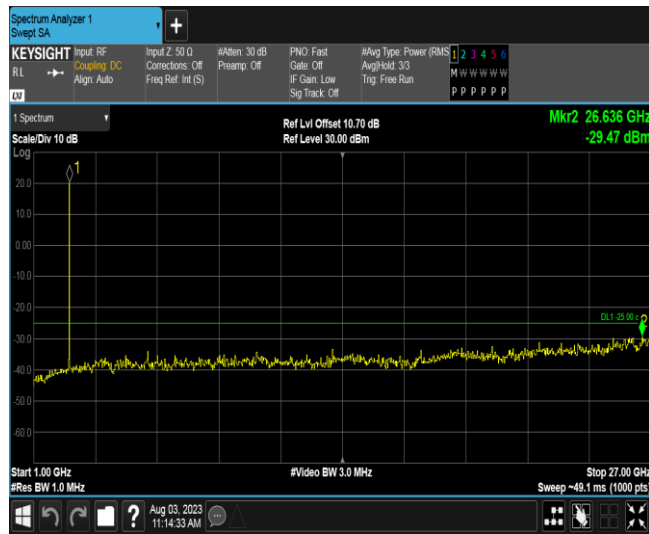 Spectrum Analyzer 1
Swept SA
+
KEYSIGHT
RL
LXI
Input: RF
Coupling: DC
Align: Auto
Input Z: 50 Ω
Corrections: Off
Freq Ref: Int (S)
#Atten: 30 dB
Preamp: Off
PNO: Fast
Gate: Off
IF Gain: Low
Sig Track: Off
#Avg Type: Power (RMS
Avg|Hold: 3/3
Trig: Free Run
1 2 3 4 5 6
M W W W W W
P P P P P P
1 Spectrum
Scale/Div 10 dB
Ref Lvl Offset 10.70 dB
Ref Level 30.00 dBm
Mkr2 26.636 GHz
-29.47 dBm
Log
1
20.0
10.0
0.00
-10.0
-20.0
DL1 -25.00
2
-30.0
-40.0
-50.0
-60.0
Start 1.00 GHz
#Video BW 3.0 MHz
Stop 27.00 GHz
#Res BW 1.0 MHz
Sweep ~49.1 ms (1000 pts
?
Aug 03, 2023
11:14:33 AM